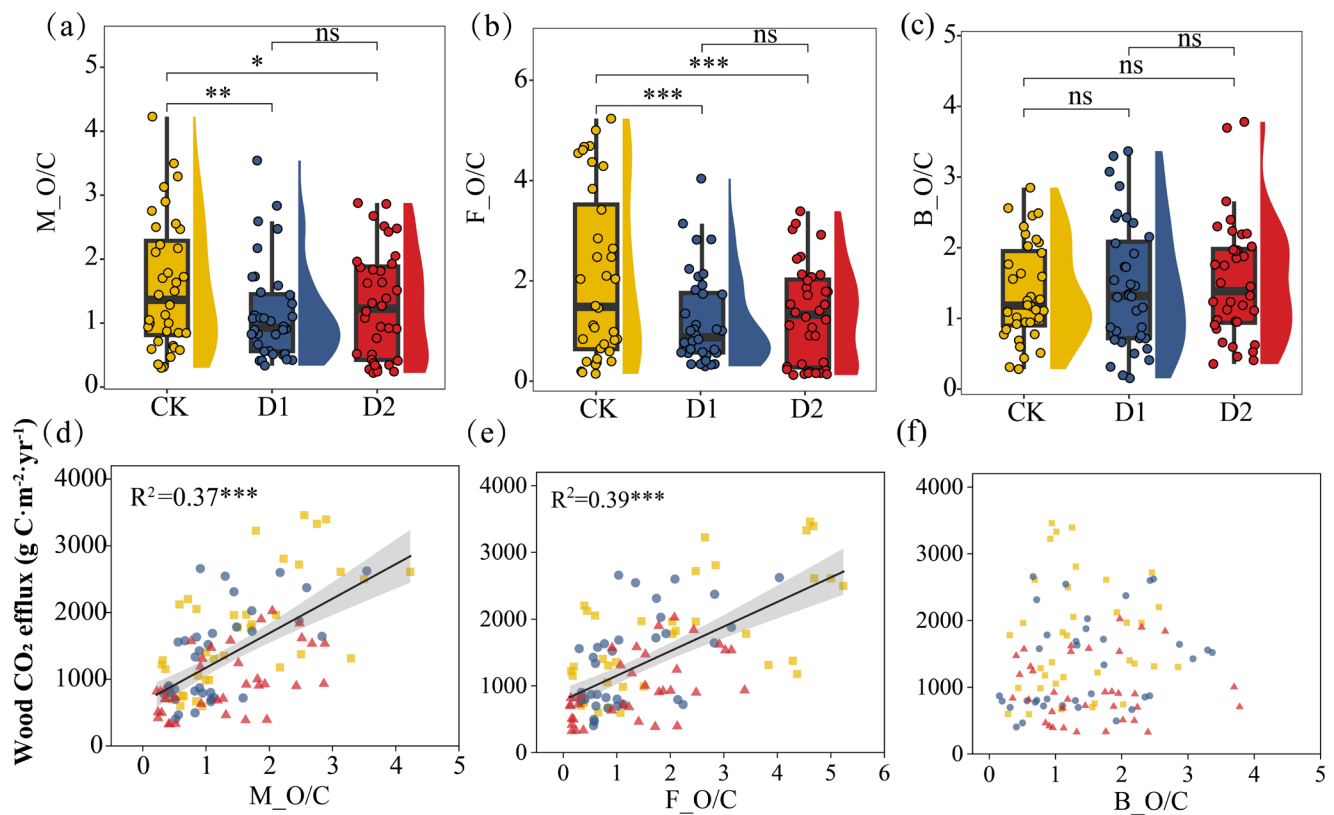 (a)
ns
*
**
5
4
3
2
1
0
M_O/C
CK D1 D2
(b)
ns
***
***
6
4
2
0
F_O/C
CK D1 D2
(c)
ns
ns
ns
5
4
3
2
1
0
B_O/C
CK D1 D2
Wood CO₂ efflux (g C·m⁻²·yr⁻¹)
(d)
R²=0.37***
4000
3000
2000
1000
0
0 1 2 3 4 5
M_O/C
(e)
R²=0.39***
4000
3000
2000
1000
0
0 1 2 3 4 5 6
F_O/C
(f)
4000
3000
2000
1000
0
0 1 2 3 4 5
B_O/C